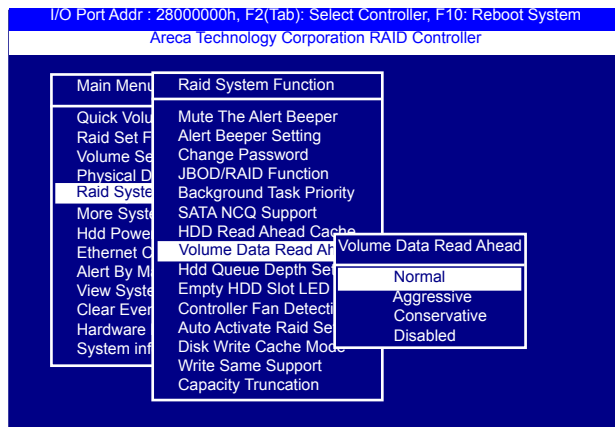 I/O Port Addr : 28000000h, F2(Tab): Select Controller, F10: Reboot System
Areca Technology Corporation RAID Controller
Main Menu
Quick Volu
Raid Set F
Volume Se
Physical D
Raid Syste
More Syste
Hdd Powe
Ethernet C
Alert By Ma
View Syste
Clear Even
Hardware
System inf
Raid System Function
Mute The Alert Beeper
Alert Beeper Setting
Change Password
JBOD/RAID Function
Background Task Priority
SATA NCQ Support
HDD Read Ahead Cache
Volume Data Read Ah
Hdd Queue Depth Set
Empty HDD Slot LED
Controller Fan Detecti
Auto Activate Raid Se
Disk Write Cache Mode
Write Same Support
Capacity Truncation
Volume Data Read Ahead
Normal
Aggressive
Conservative
Disabled